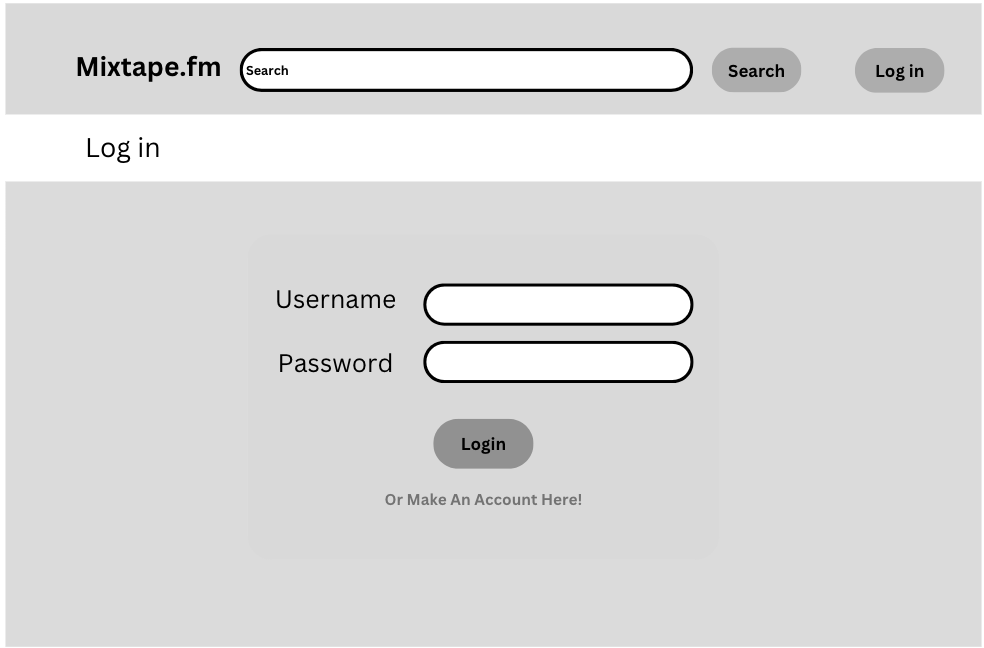 Mixtape.fm
Search
Search
Log in
Log in
Username
Password
Login
Or Make An Account Here!